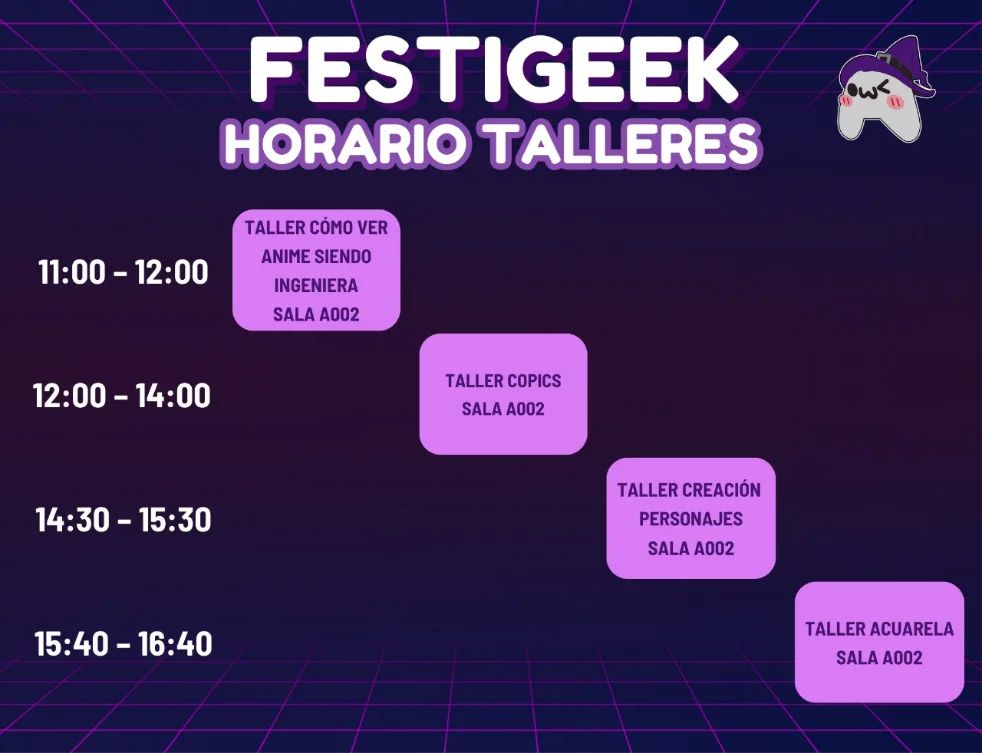 FESTIGEEK
HORARIO TALLERES
11:00 – 12:00
TALLER CÓMO VER
ANIME SIENDO
INGENIERA
SALA A002
12:00 – 14:00
TALLER COPICS
SALA A002
14:30 – 15:30
TALLER CREACIÓN
PERSONAJES
SALA A002
15:40 – 16:40
TALLER ACUARELA
SALA A002